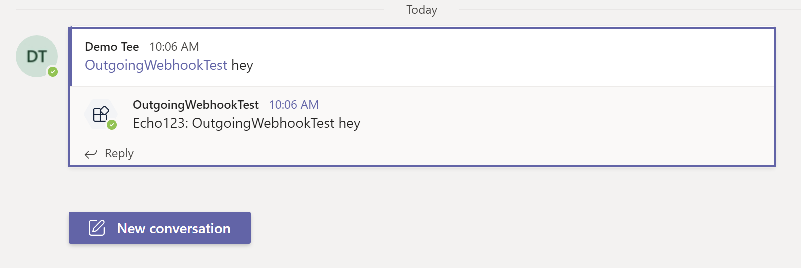 Today
DT
Demo Tee 10:06 AM
OutgoingWebhookTest hey
OutgoingWebhookTest 10:06 AM
Echo123: OutgoingWebhookTest hey
Reply
New conversation